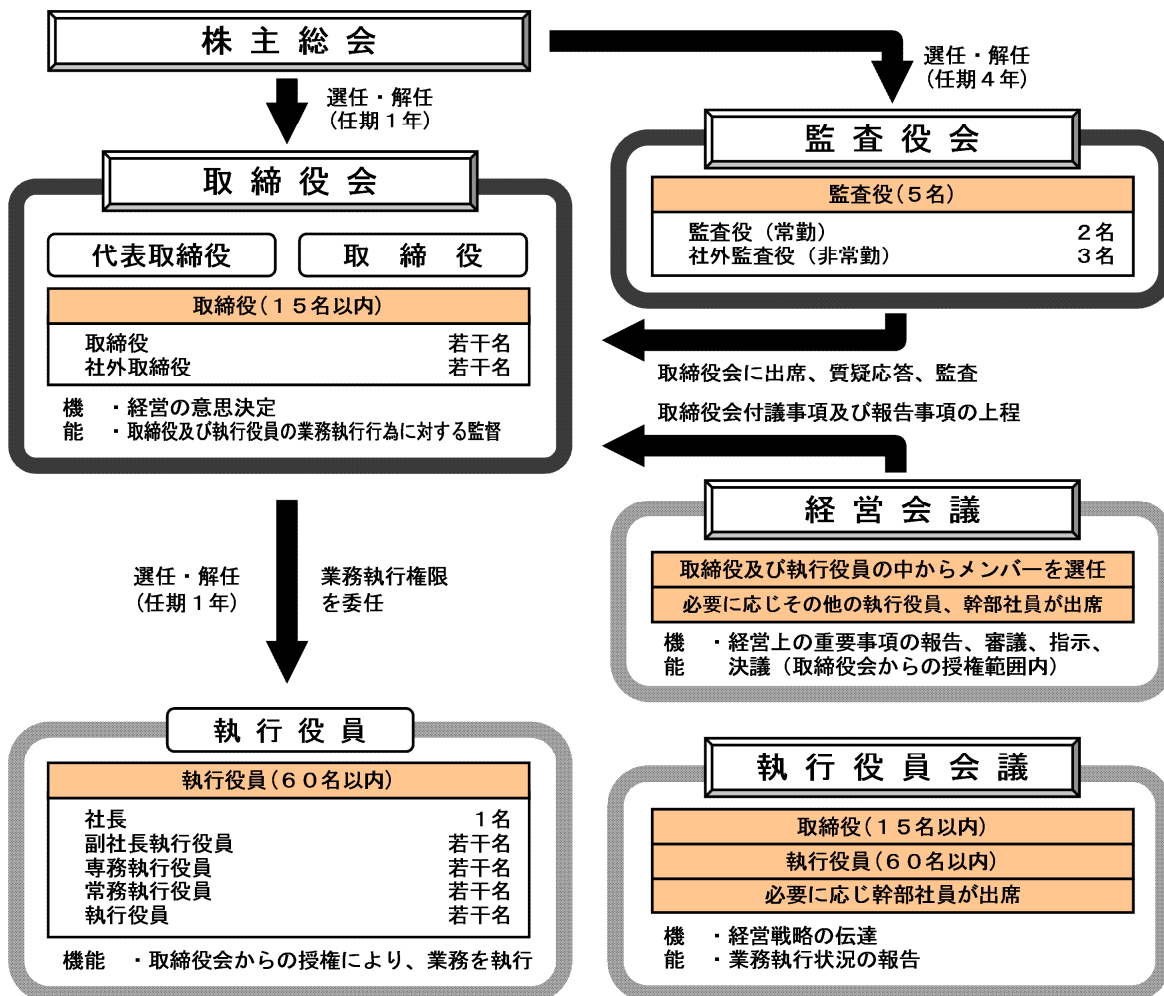 株主総会
選任・解任
(任期1年)
選任・解任
(任期4年)
監査役会
監査役(5名)
監査役（常勤） 2名
社外監査役（非常勤） 3名
取締役会
代表取締役 取締役
取締役(15名以内)
取締役 若干名
社外取締役 若干名
機 ・経営の意思決定
能 ・取締役及び執行役員の業務執行行為に対する監督
取締役会に出席、質疑応答、監査
取締役会付議事項及び報告事項の上程
経営会議
取締役及び執行役員の中からメンバーを選任
必要に応じその他の執行役員、幹部社員が出席
機 ・経営上の重要事項の報告、審議、指示、
能 決議（取締役会からの授権範囲内）
選任・解任
(任期1年)
業務執行権限
を委任
執行役員
執行役員(60名以内)
社長 1名
副社長執行役員 若干名
専務執行役員 若干名
常務執行役員 若干名
執行役員 若干名
機能 ・取締役会からの授権により、業務を執行
執行役員会議
取締役(15名以内)
執行役員(60名以内)
必要に応じ幹部社員が出席
機 ・経営戦略の伝達
能 ・業務執行状況の報告